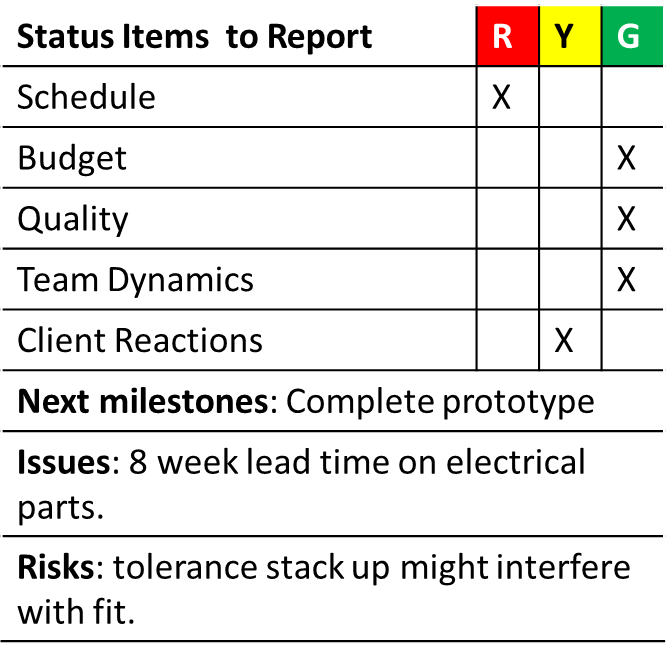 Status Items  to Report R Y G
Schedule X
Budget X
Quality X
Team Dynamics X
Client Reactions X
Next milestones: Complete prototype
Issues: 8 week lead time on electrical
parts.
Risks: tolerance stack up might interfere
with fit.